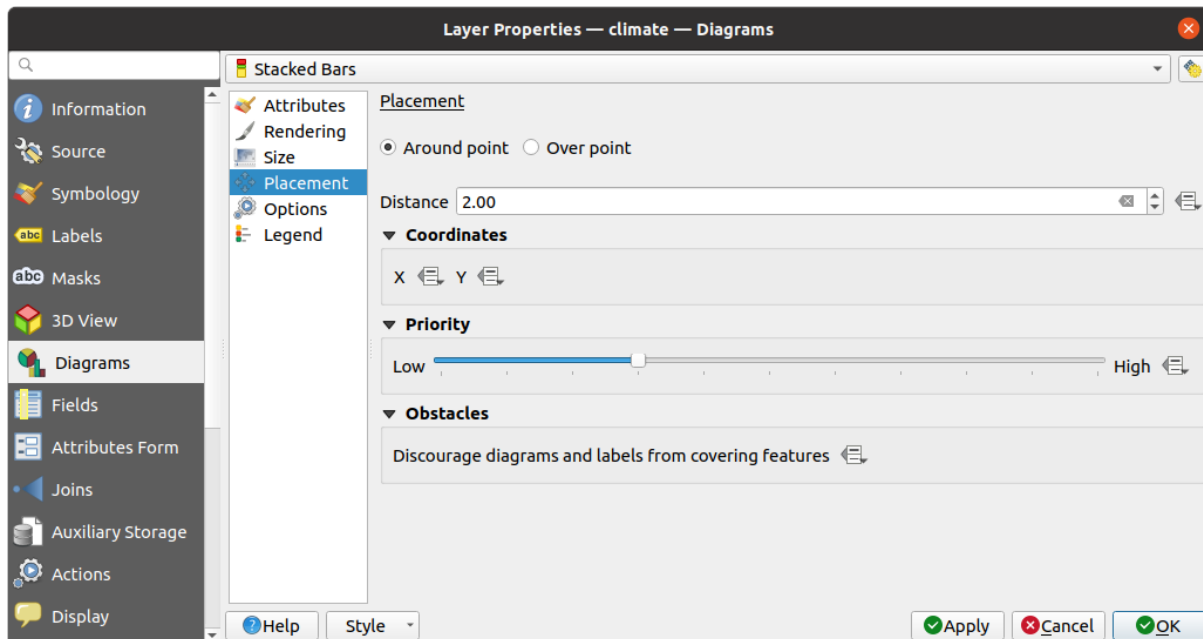 Layer Properties — climate — Diagrams
Stacked Bars
Information
Source
Symbology
abc Labels
abc Masks
3D View
Diagrams
Fields
Attributes Form
Joins
Auxiliary Storage
Actions
Display
Attributes
Rendering
Size
Placement
Options
Legend
Placement
Around point Over point
Distance 2.00
Coordinates
X Y
Priority
Low High
Obstacles
Discourage diagrams and labels from covering features
Help Style Apply Cancel OK